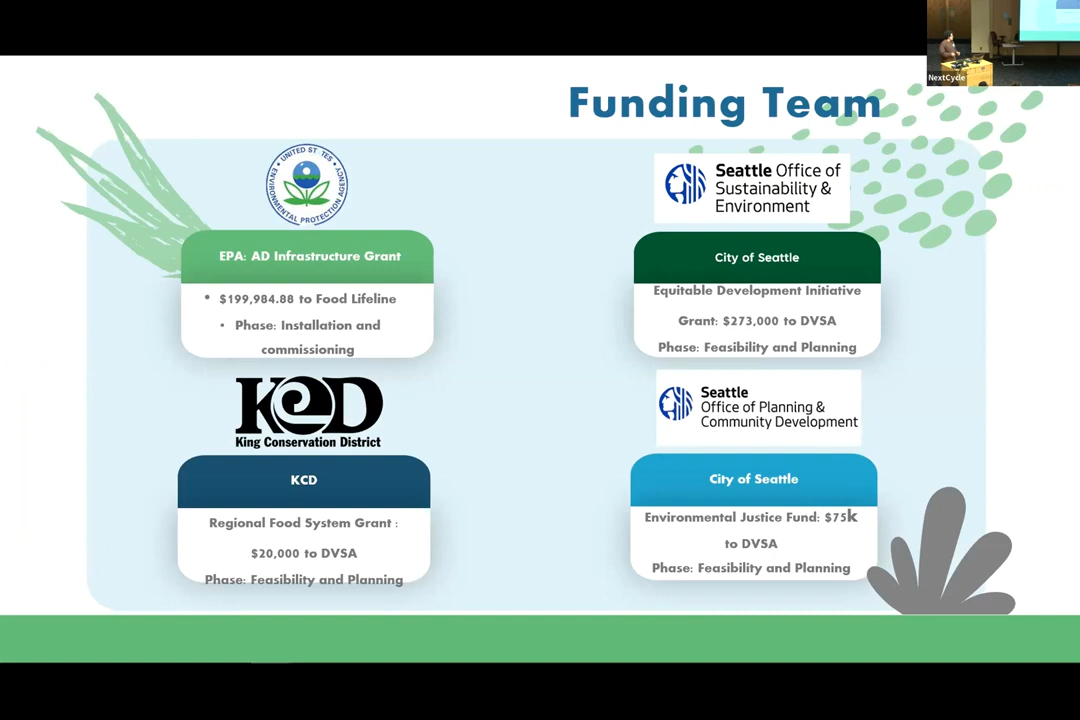 NextCycle
Funding Team
UNITED ST TES
ENVIRONMENTAL PROTECTION AGENCY
EPA: AD Infrastructure Grant
• $199,984.88 to Food Lifeline
• Phase: Installation and
commissioning
Seattle Office of
Sustainability &
Environment
City of Seattle
Equitable Development Initiative
Grant: $273,000 to DVSA
Phase: Feasibility and Planning
KCD
King Conservation District
KCD
Regional Food System Grant :
$20,000 to DVSA
Phase: Feasibility and Planning
Seattle
Office of Planning &
Community Development
City of Seattle
Environmental Justice Fund: $75k
to DVSA
Phase: Feasibility and Planning